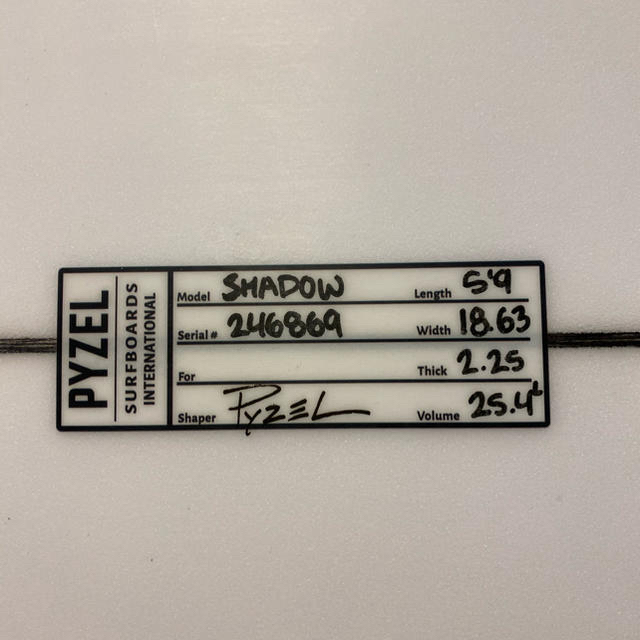 PYZEL
SURFBOARDS
INTERNATIONAL
Model SHADOW Length 5'9
Serial # 246869 Width 18.63
For Thick 2.25
Shaper PYZEL Volume 25.4L